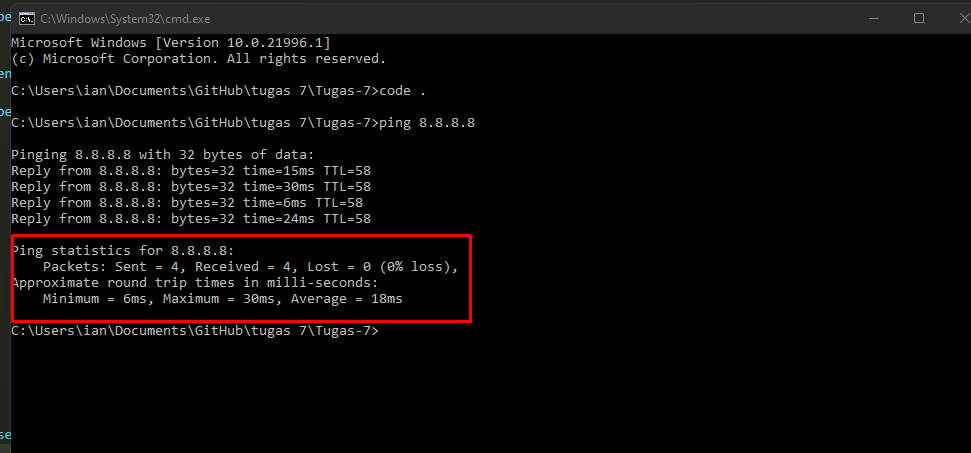 C:\Windows\System32\cmd.exe
Microsoft Windows [Version 10.0.21996.1]
(c) Microsoft Corporation. All rights reserved.
C:\Users\ian\Documents\GitHub\tugas 7\Tugas-7>code .
C:\Users\ian\Documents\GitHub\tugas 7\Tugas-7>ping 8.8.8.8
Pinging 8.8.8.8 with 32 bytes of data:
Reply from 8.8.8.8: bytes=32 time=15ms TTL=58
Reply from 8.8.8.8: bytes=32 time=30ms TTL=58
Reply from 8.8.8.8: bytes=32 time=6ms TTL=58
Reply from 8.8.8.8: bytes=32 time=24ms TTL=58
Ping statistics for 8.8.8.8:
    Packets: Sent = 4, Received = 4, Lost = 0 (0% loss),
Approximate round trip times in milli-seconds:
    Minimum = 6ms, Maximum = 30ms, Average = 18ms
C:\Users\ian\Documents\GitHub\tugas 7\Tugas-7>